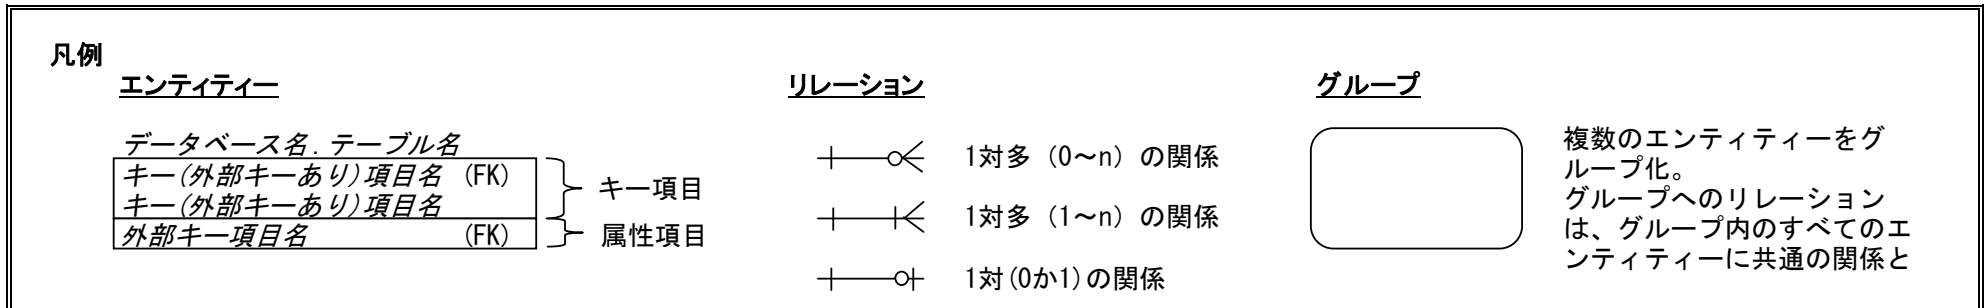 凡例
エンティティー
データベース名.テーブル名
キー(外部キーあり)項目名 (FK)
キー(外部キーあり)項目名
外部キー項目名 (FK)
キー項目
属性項目
リレーション
1対多 (0～n) の関係
1対多 (1～n) の関係
1対(0か1)の関係
グループ
複数のエンティティーをグ
ループ化。
グループへのリレーション
は、グループ内のすべてのエ
ンティティーに共通の関係と